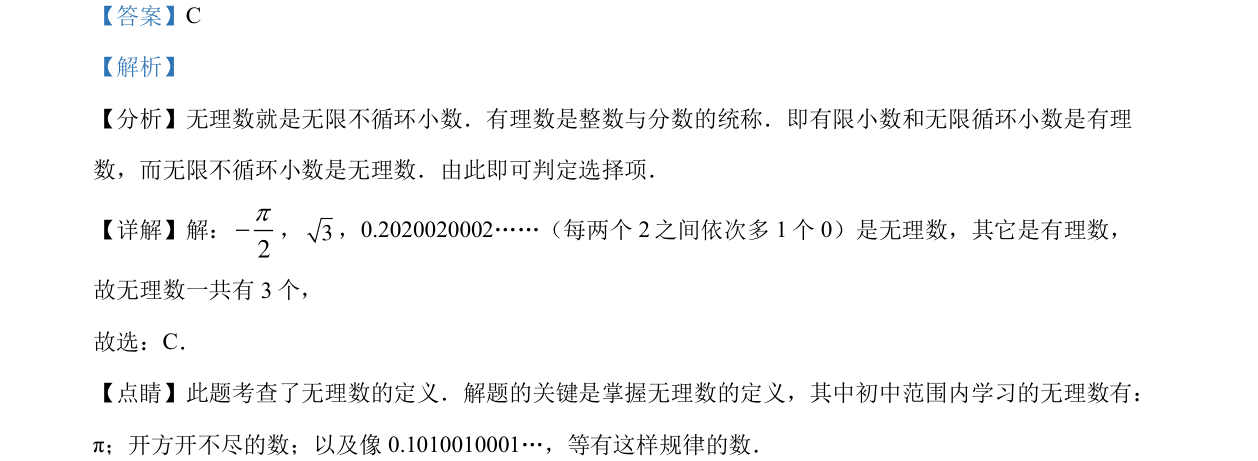 【答案】C
【解析】
【分析】无理数就是无限不循环小数．有理数是整数与分数的统称．即有限小数和无限循环小数是有理
数，而无限不循环小数是无理数．由此即可判定选择项．
【详解】解：$-\frac{\pi}{2}$，$\sqrt{3}$，0.2020020002……（每两个 2 之间依次多 1 个 0）是无理数，其它是有理数，
故无理数一共有 3 个，
故选：C．
【点睛】此题考查了无理数的定义．解题的关键是掌握无理数的定义，其中初中范围内学习的无理数有：
π；开方开不尽的数；以及像 0.1010010001…，等有这样规律的数．